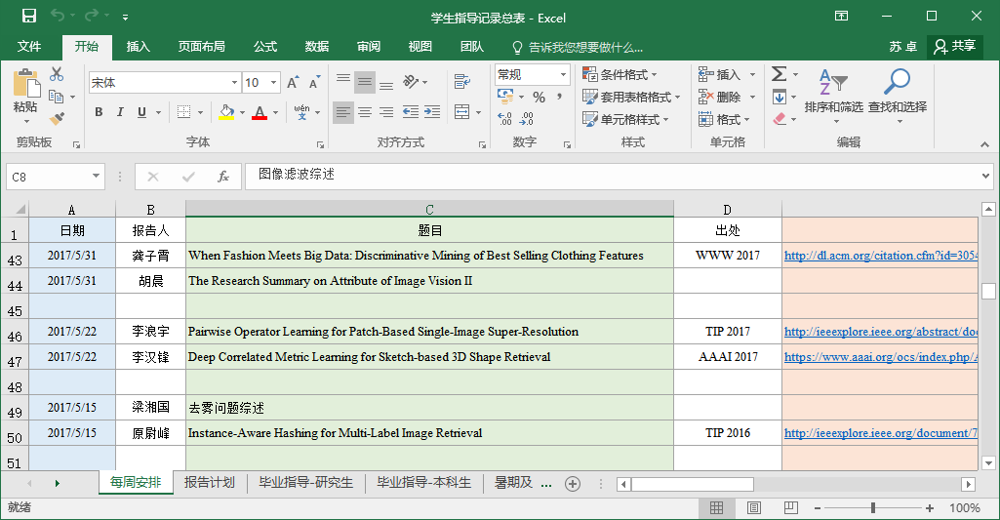 学生指导记录总表 - Excel
文件 开始 插入 页面布局 公式 数据 审阅 视图 团队 告诉我您想要做什么... 苏 卓 共享
宋体 10 A A 常规 条件格式 插入 Σ A Z
粘贴 B I U A wén 文 % , 套用表格格式 删除 排序和筛选 查找和选择
单元格样式 格式
剪贴板 字体 对齐方式 数字 样式 单元格 编辑
C8 fx 图像滤波综述
A B C D
1 日期 报告人 题目 出处
43 2017/5/31 龚子霄 When Fashion Meets Big Data: Discriminative Mining of Best Selling Clothing Features WWW 2017 http://dl.acm.org/citation.cfm?id=3054
44 2017/5/31 胡晨 The Research Summary on Attribute of Image Vision II
45
46 2017/5/22 李浪宇 Pairwise Operator Learning for Patch-Based Single-Image Super-Resolution TIP 2017 http://ieeexplore.ieee.org/abstract/doc
47 2017/5/22 李汉锋 Deep Correlated Metric Learning for Sketch-based 3D Shape Retrieval AAAI 2017 https://www.aaai.org/ocs/index.php/A
48
49 2017/5/15 梁湘国 去雾问题综述
50 2017/5/15 原尉峰 Instance-Aware Hashing for Multi-Label Image Retrieval TIP 2016 http://ieeexplore.ieee.org/document/7
51
每周安排 报告计划 毕业指导-研究生 毕业指导-本科生 暑期及 ...
就绪 100%